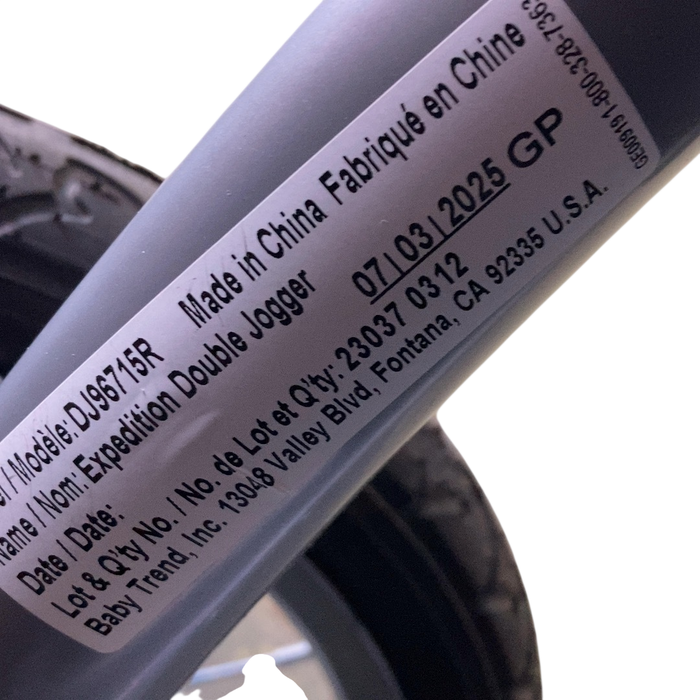 / Modèle: DJ96715R Made in China Fabriqué en Chine
Name / Nom: Expedition Double Jogger
Date / Date: 07 | 03 | 2025 GP
Lot & Q'ty No. / No. de Lot et Q'ty: 23037 0312
Baby Trend, Inc. 13048 Valley Blvd, Fontana, CA 92335 U.S.A.
GE00919 1-800-328-7363